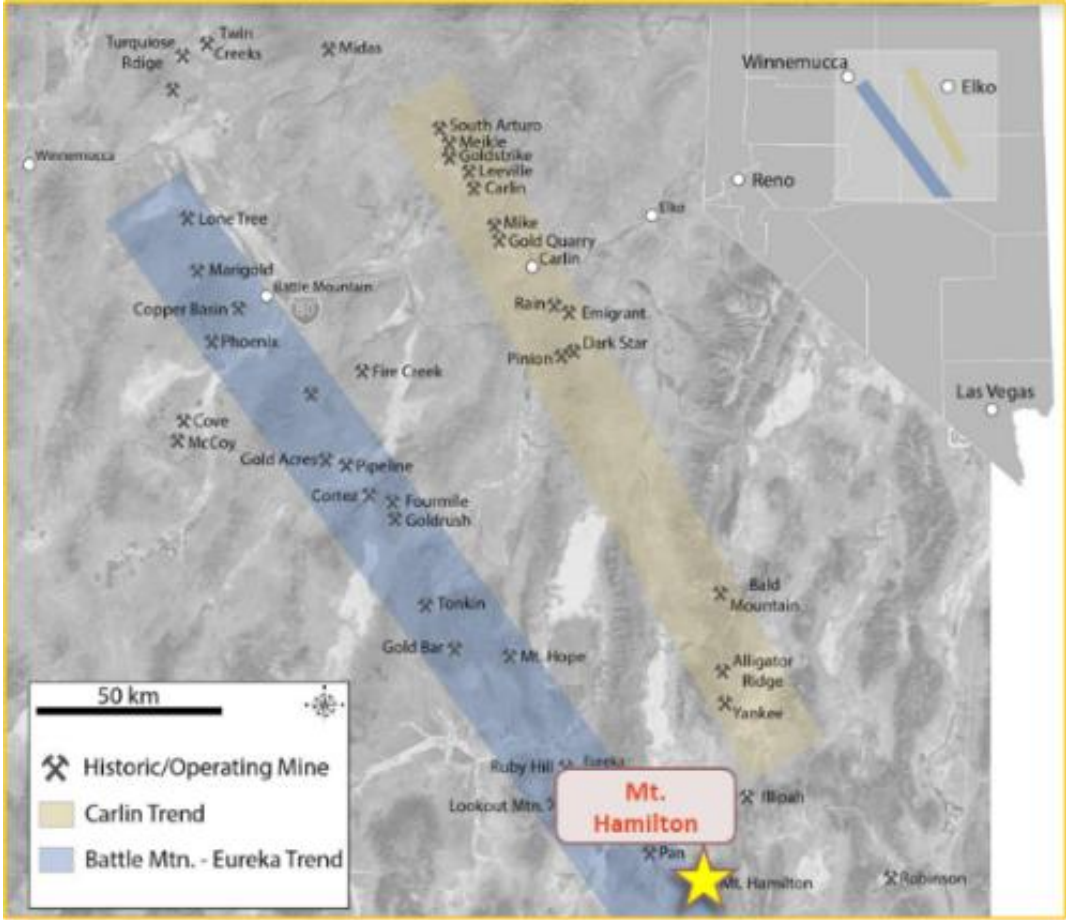 Turquiose
Rdige
Twin
Creeks
Midas
Winnemucca
Elko
Reno
Las Vegas
Winnemucca
South Arturo
Meikle
Goldstrike
Leeville
Carlin
Elko
Lone Tree
Mike
Gold Quarry
Carlin
Marigold
Battle Mountain
80
Copper Basin
Rain
Emigrant
Phoenix
Pinion
Dark Star
Fire Creek
Cove
McCoy
Gold Acres
Pipeline
Cortez
Fourmile
Goldrush
Tonkin
Bald
Mountain
Gold Bar
Mt. Hope
Alligator
Ridge
Yankee
Ruby Hill
Eureka
Lookout Mtn.
Illipah
Mt.
Hamilton
Pan
Mt. Hamilton
Robinson
50 km
Historic/Operating Mine
Carlin Trend
Battle Mtn. - Eureka Trend